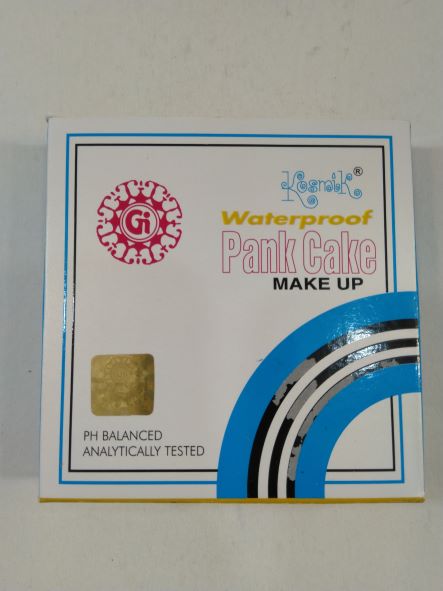 Kosmik®
Waterproof
Pank Cake
MAKE UP
Gi
PH BALANCED
ANALYTICALLY TESTED